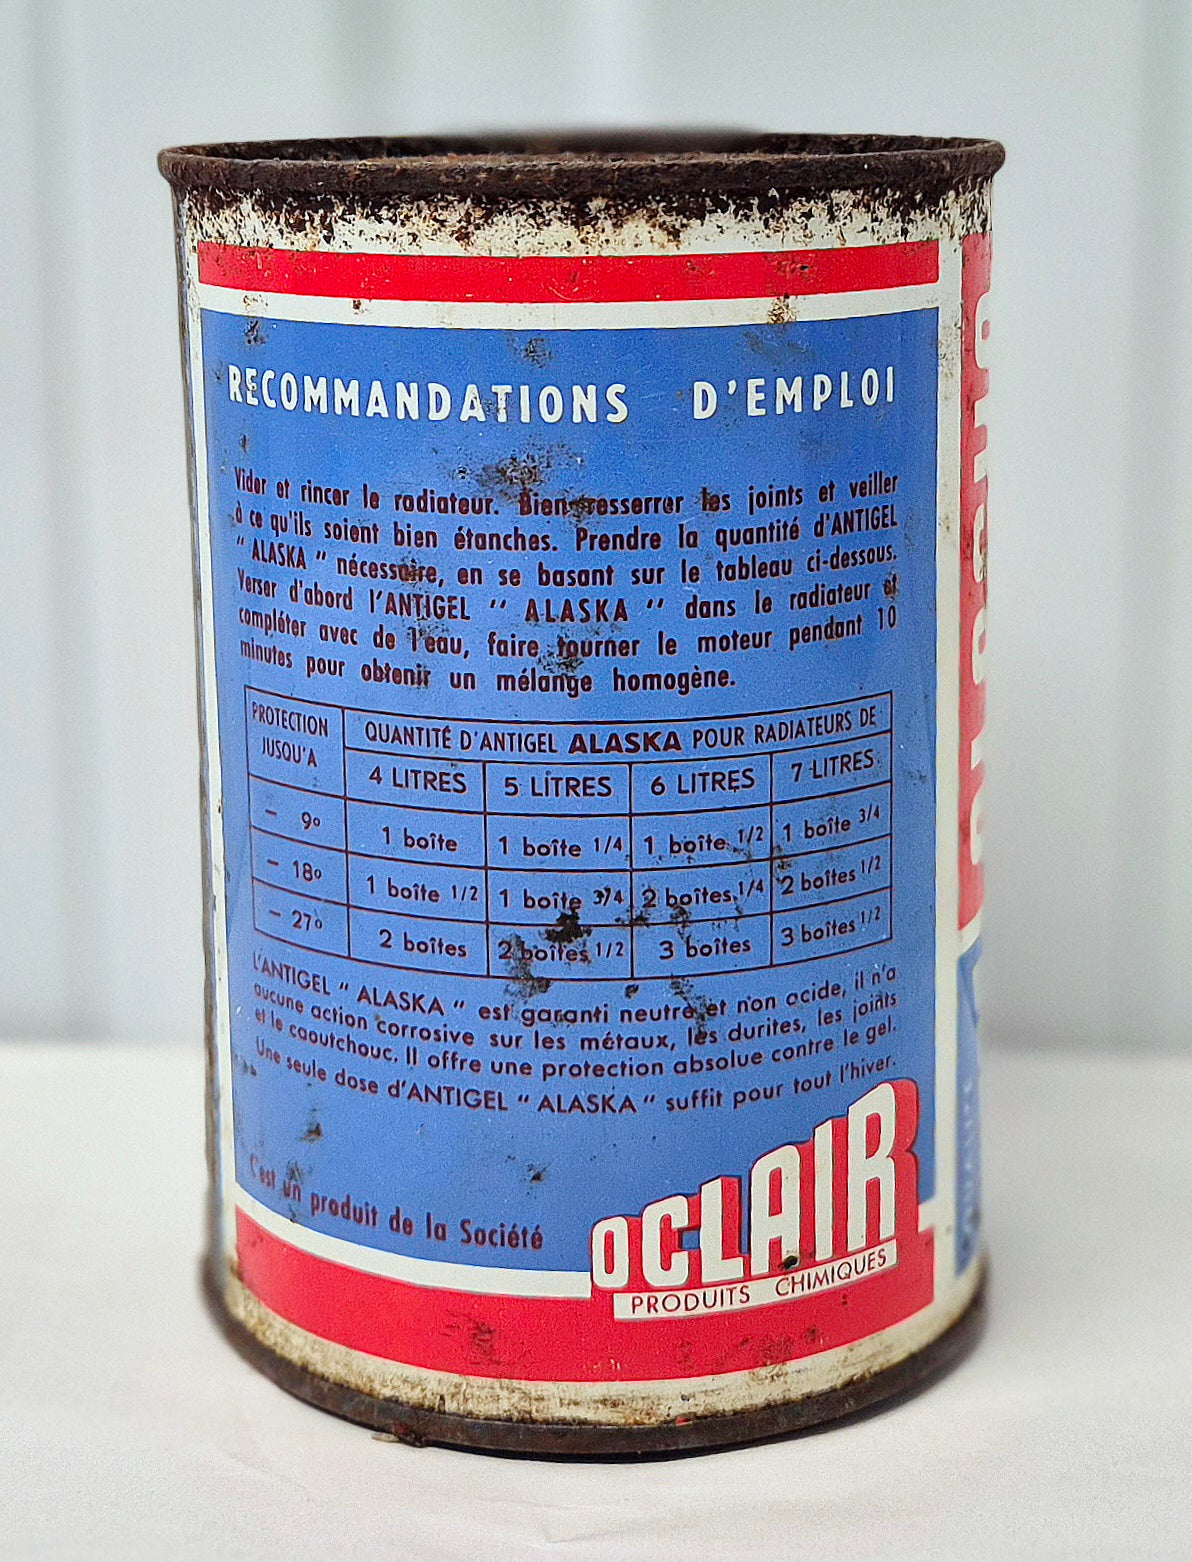 RECOMMANDATIONS D'EMPLOI
Vider et rincer le radiateur. Bien resserrer les joints et veiller
à ce qu'ils soient bien étanches. Prendre la quantité d'ANTIGEL
“ ALASKA ” nécessaire, en se basant sur le tableau ci-dessous.
Verser d'abord l'ANTIGEL “ ALASKA ” dans le radiateur et
compléter avec de l'eau, faire tourner le moteur pendant 10
minutes pour obtenir un mélange homogène.
PROTECTION JUSQU'A QUANTITÉ D'ANTIGEL ALASKA POUR RADIATEURS DE
4 LITRES 5 LITRES 6 LITRES 7 LITRES
- 9° 1 boîte 1 boîte 1/4 1 boîte 1/2 1 boîte 3/4
- 18° 1 boîte 1/2 1 boîte 3/4 2 boîtes 1/4 2 boîtes 1/2
- 27° 2 boîtes 2 boîtes 1/2 3 boîtes 3 boîtes 1/2
L'ANTIGEL “ ALASKA “ est garanti neutre et non acide, il n'a
aucune action corrosive sur les métaux, les durites, les joints
et le caoutchouc. Il offre une protection absolue contre le gel.
Une seule dose d'ANTIGEL “ ALASKA “ suffit pour tout l'hiver.
C'est un produit de la Société
OCLAIR
PRODUITS CHIMIQUES